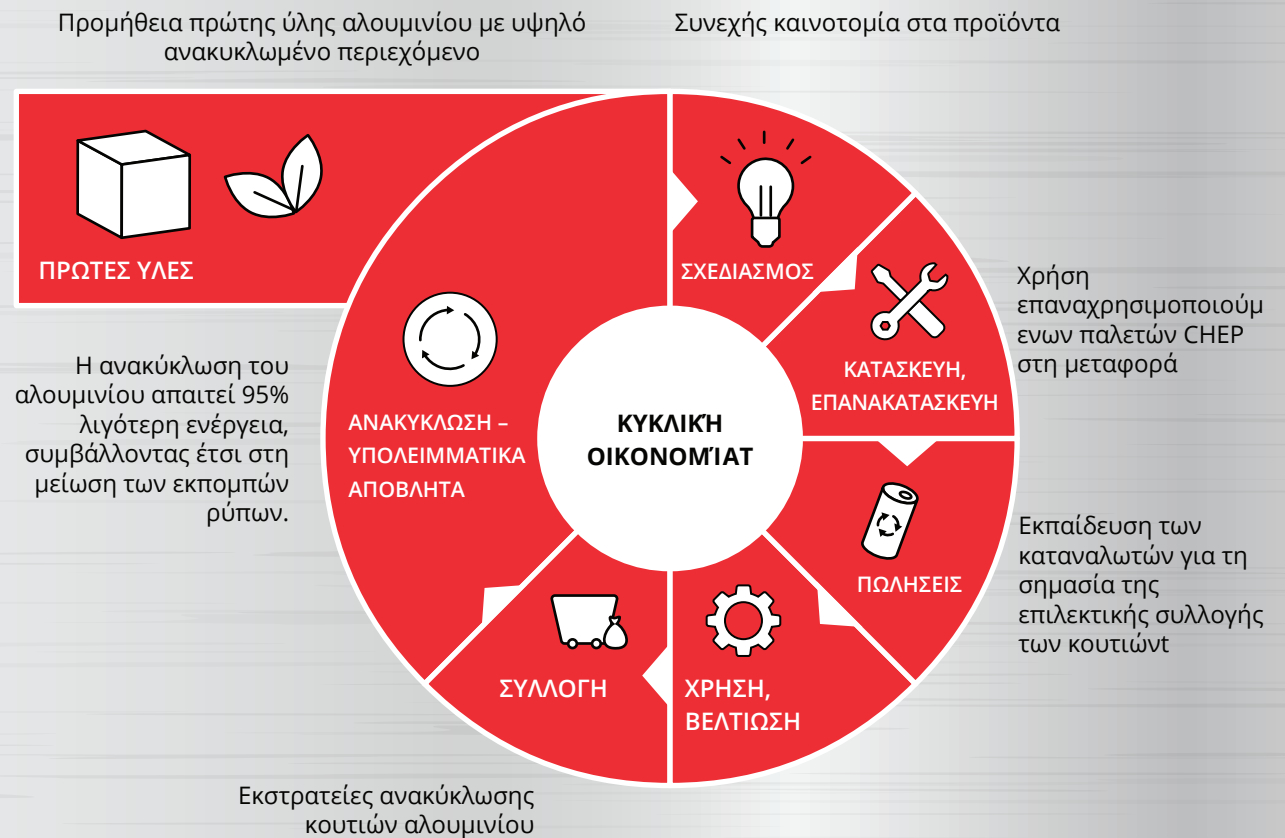 Προμήθεια πρώτης ύλης αλουμινίου με υψηλό
ανακυκλωμένο περιεχόμενο
Συνεχής καινοτομία στα προϊόντα
ΠΡΩΤΕΣ ΥΛΕΣ
ΣΧΕΔΙΑΣΜΟΣ
Χρήση
επαναχρησιμοποιούμ
ενων παλετών CHEP
στη μεταφορά
ΚΑΤΑΣΚΕΥΗ,
ΕΠΑΝΑΚΑΤΑΣΚΕΥΗ
Η ανακύκλωση του
αλουμινίου απαιτεί 95%
λιγότερη ενέργεια,
συμβάλλοντας έτσι στη
μείωση των εκπομπών
ρύπων.
ΑΝΑΚΥΚΛΩΣΗ –
ΥΠΟΛΕΙΜΜΑΤΙΚΑ
ΑΠΟΒΛΗΤΑ
ΚΥΚΛΙΚΉ
ΟΙΚΟΝΟΜΊΑΤ
ΠΩΛΗΣΕΙΣ
Εκπαίδευση των
καταναλωτών για τη
σημασία της
επιλεκτικής συλλογής
των κουτιώνt
ΣΥΛΛΟΓΗ
ΧΡΗΣΗ,
ΒΕΛΤΙΩΣΗ
Εκστρατείες ανακύκλωσης
κουτιών αλουμινίου